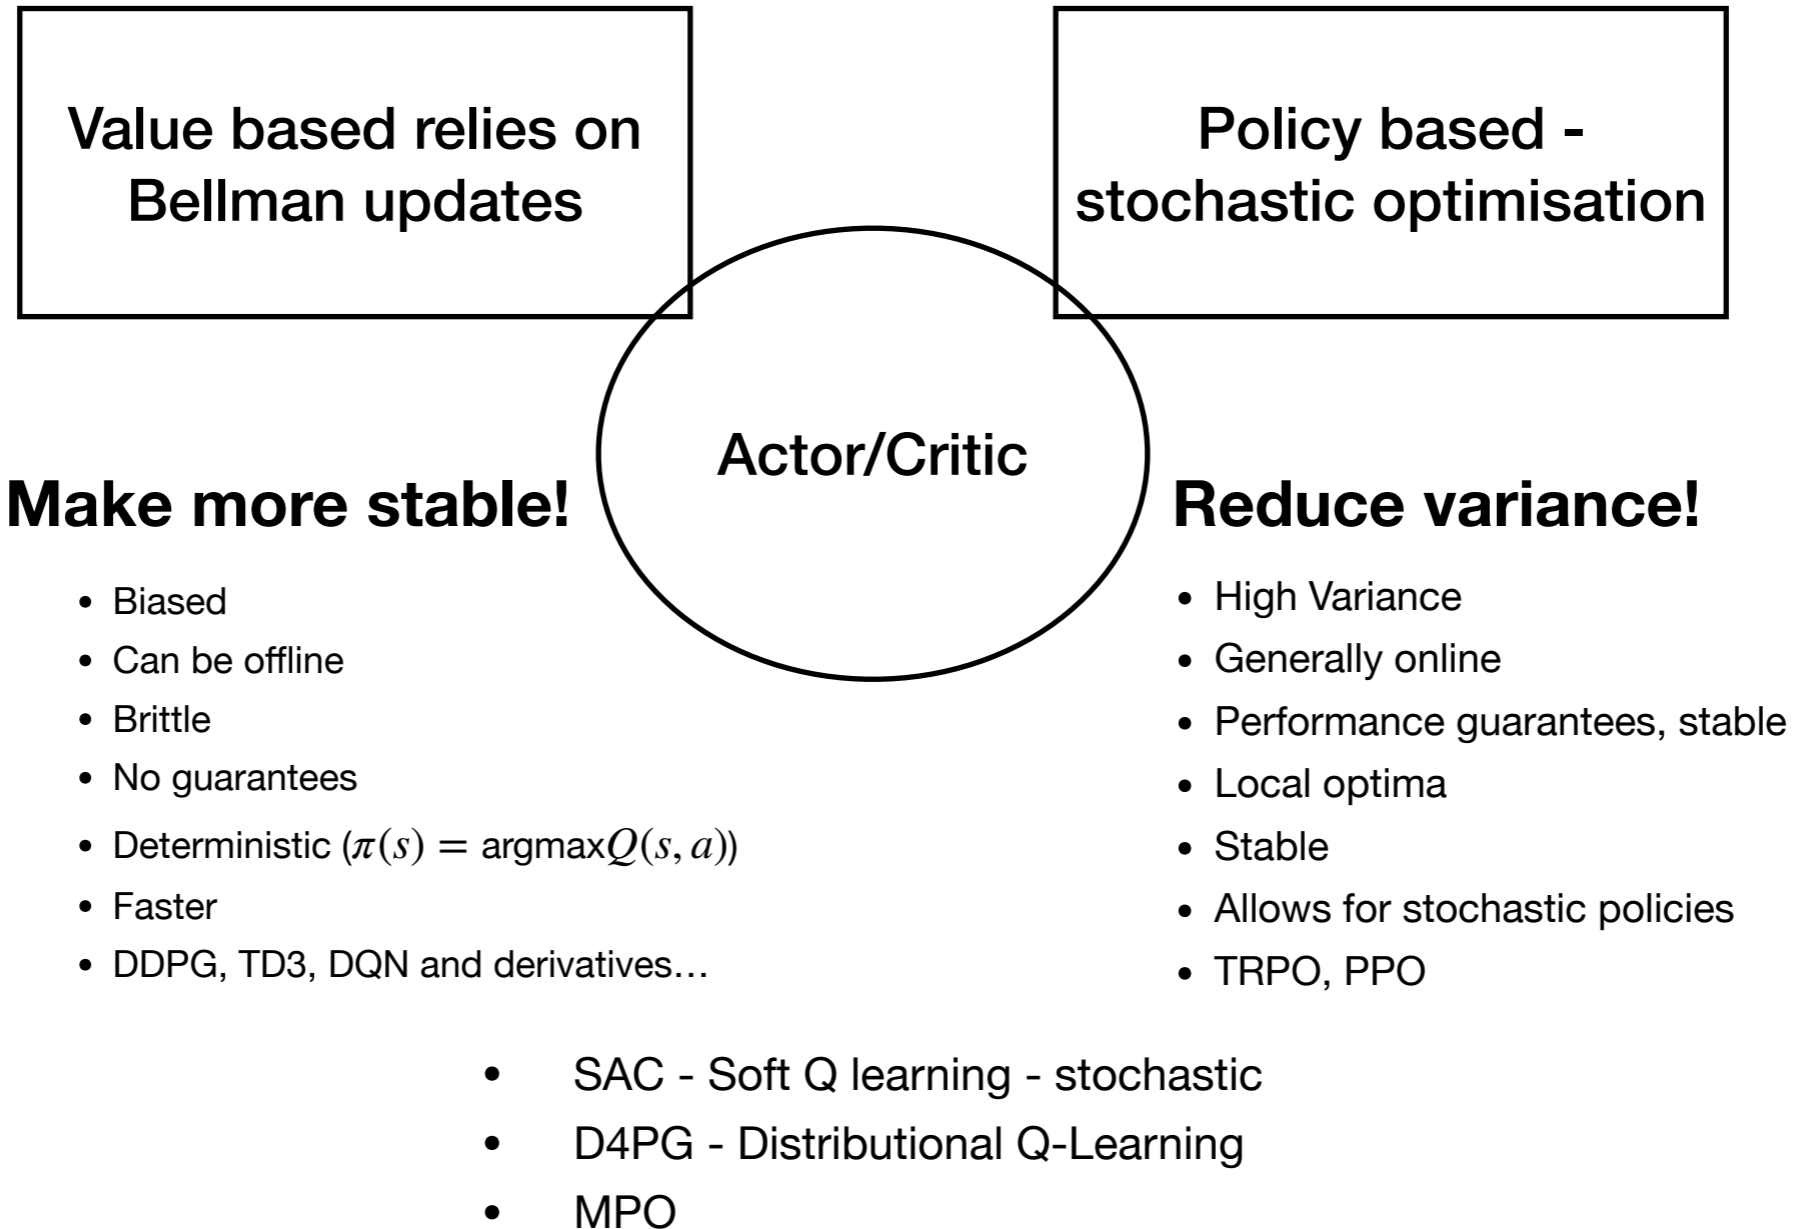 Value based relies on
Bellman updates
Policy based -
stochastic optimisation
Actor/Critic
Make more stable!
• Biased
• Can be offline
• Brittle
• No guarantees
• Deterministic (π(s) = argmaxQ(s, a))
• Faster
• DDPG, TD3, DQN and derivatives…
Reduce variance!
• High Variance
• Generally online
• Performance guarantees, stable
• Local optima
• Stable
• Allows for stochastic policies
• TRPO, PPO
• SAC - Soft Q learning - stochastic
• D4PG - Distributional Q-Learning
• MPO